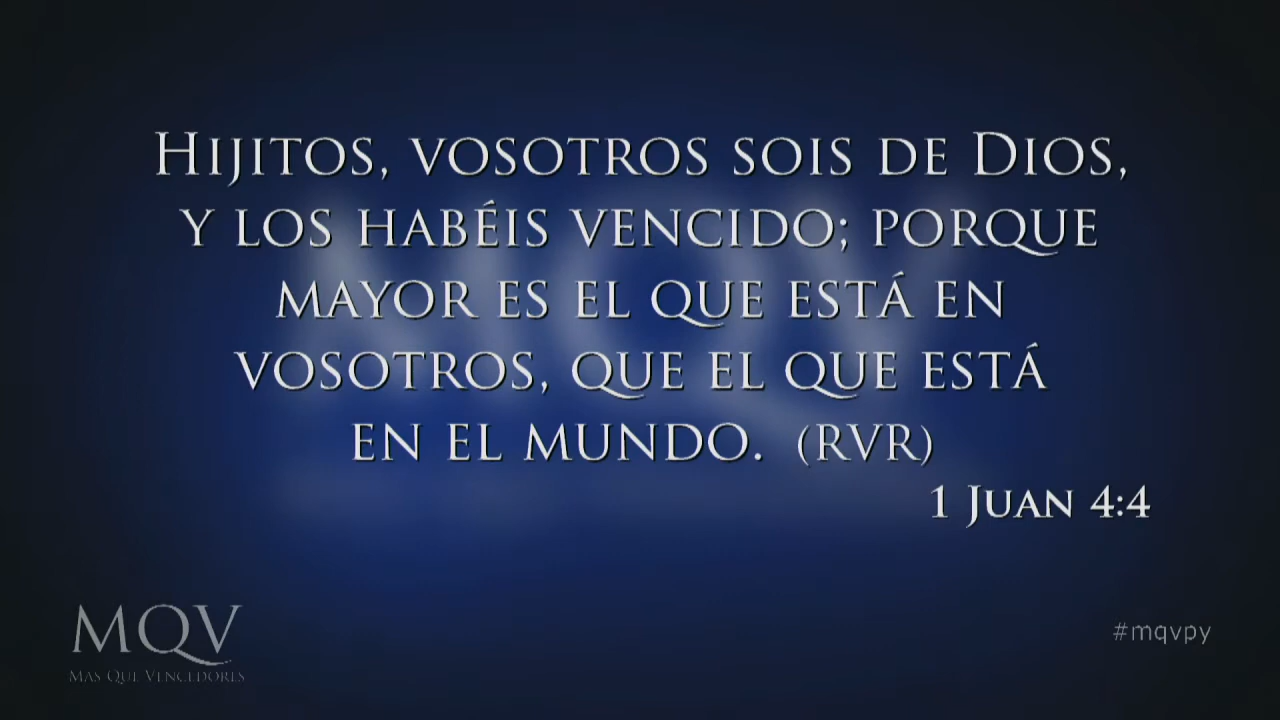 Hijitos, vosotros sois de Dios,
y los habéis vencido; porque
mayor es el que está en
vosotros, que el que está
en el mundo. (RVR)
1 Juan 4:4
MQV
Mas Que Vencedores
#mqvpy